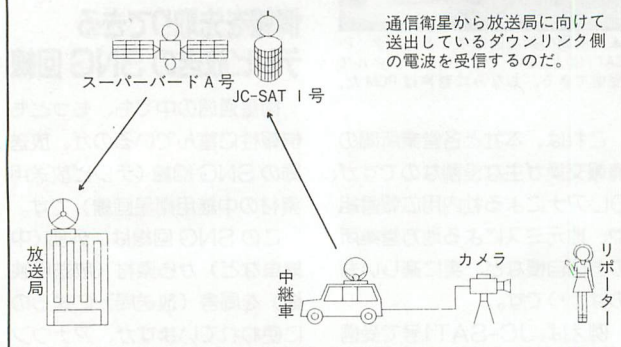 通信衛星から放送局に向けて
送出しているダウンリンク側
の電波を受信するのだ。
スーパーバードA号
JC-SAT I号
放送局
中継車
カメラ
リポーター